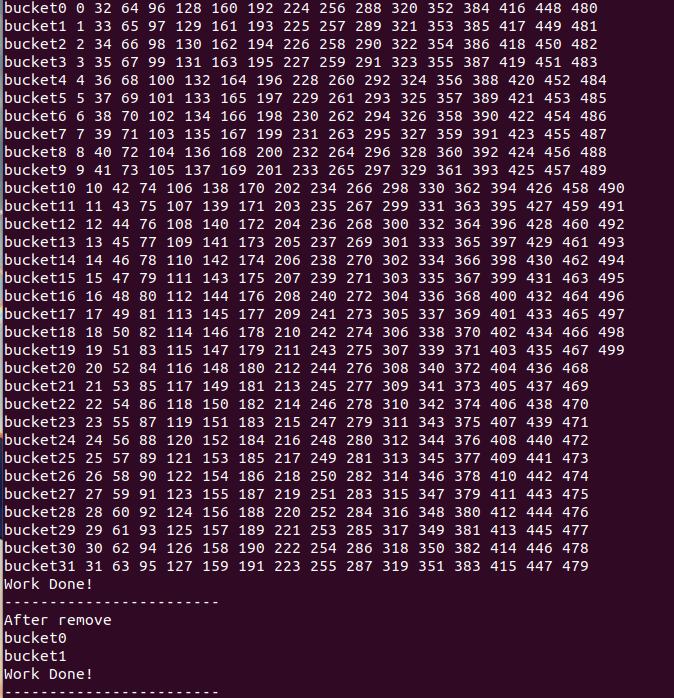 bucket0 0 32 64 96 128 160 192 224 256 288 320 352 384 416 448 480
bucket1 1 33 65 97 129 161 193 225 257 289 321 353 385 417 449 481
bucket2 2 34 66 98 130 162 194 226 258 290 322 354 386 418 450 482
bucket3 3 35 67 99 131 163 195 227 259 291 323 355 387 419 451 483
bucket4 4 36 68 100 132 164 196 228 260 292 324 356 388 420 452 484
bucket5 5 37 69 101 133 165 197 229 261 293 325 357 389 421 453 485
bucket6 6 38 70 102 134 166 198 230 262 294 326 358 390 422 454 486
bucket7 7 39 71 103 135 167 199 231 263 295 327 359 391 423 455 487
bucket8 8 40 72 104 136 168 200 232 264 296 328 360 392 424 456 488
bucket9 9 41 73 105 137 169 201 233 265 297 329 361 393 425 457 489
bucket10 10 42 74 106 138 170 202 234 266 298 330 362 394 426 458 490
bucket11 11 43 75 107 139 171 203 235 267 299 331 363 395 427 459 491
bucket12 12 44 76 108 140 172 204 236 268 300 332 364 396 428 460 492
bucket13 13 45 77 109 141 173 205 237 269 301 333 365 397 429 461 493
bucket14 14 46 78 110 142 174 206 238 270 302 334 366 398 430 462 494
bucket15 15 47 79 111 143 175 207 239 271 303 335 367 399 431 463 495
bucket16 16 48 80 112 144 176 208 240 272 304 336 368 400 432 464 496
bucket17 17 49 81 113 145 177 209 241 273 305 337 369 401 433 465 497
bucket18 18 50 82 114 146 178 210 242 274 306 338 370 402 434 466 498
bucket19 19 51 83 115 147 179 211 243 275 307 339 371 403 435 467 499
bucket20 20 52 84 116 148 180 212 244 276 308 340 372 404 436 468
bucket21 21 53 85 117 149 181 213 245 277 309 341 373 405 437 469
bucket22 22 54 86 118 150 182 214 246 278 310 342 374 406 438 470
bucket23 23 55 87 119 151 183 215 247 279 311 343 375 407 439 471
bucket24 24 56 88 120 152 184 216 248 280 312 344 376 408 440 472
bucket25 25 57 89 121 153 185 217 249 281 313 345 377 409 441 473
bucket26 26 58 90 122 154 186 218 250 282 314 346 378 410 442 474
bucket27 27 59 91 123 155 187 219 251 283 315 347 379 411 443 475
bucket28 28 60 92 124 156 188 220 252 284 316 348 380 412 444 476
bucket29 29 61 93 125 157 189 221 253 285 317 349 381 413 445 477
bucket30 30 62 94 126 158 190 222 254 286 318 350 382 414 446 478
bucket31 31 63 95 127 159 191 223 255 287 319 351 383 415 447 479
Work Done!
------------------------
After remove
bucket0
bucket1
Work Done!
------------------------